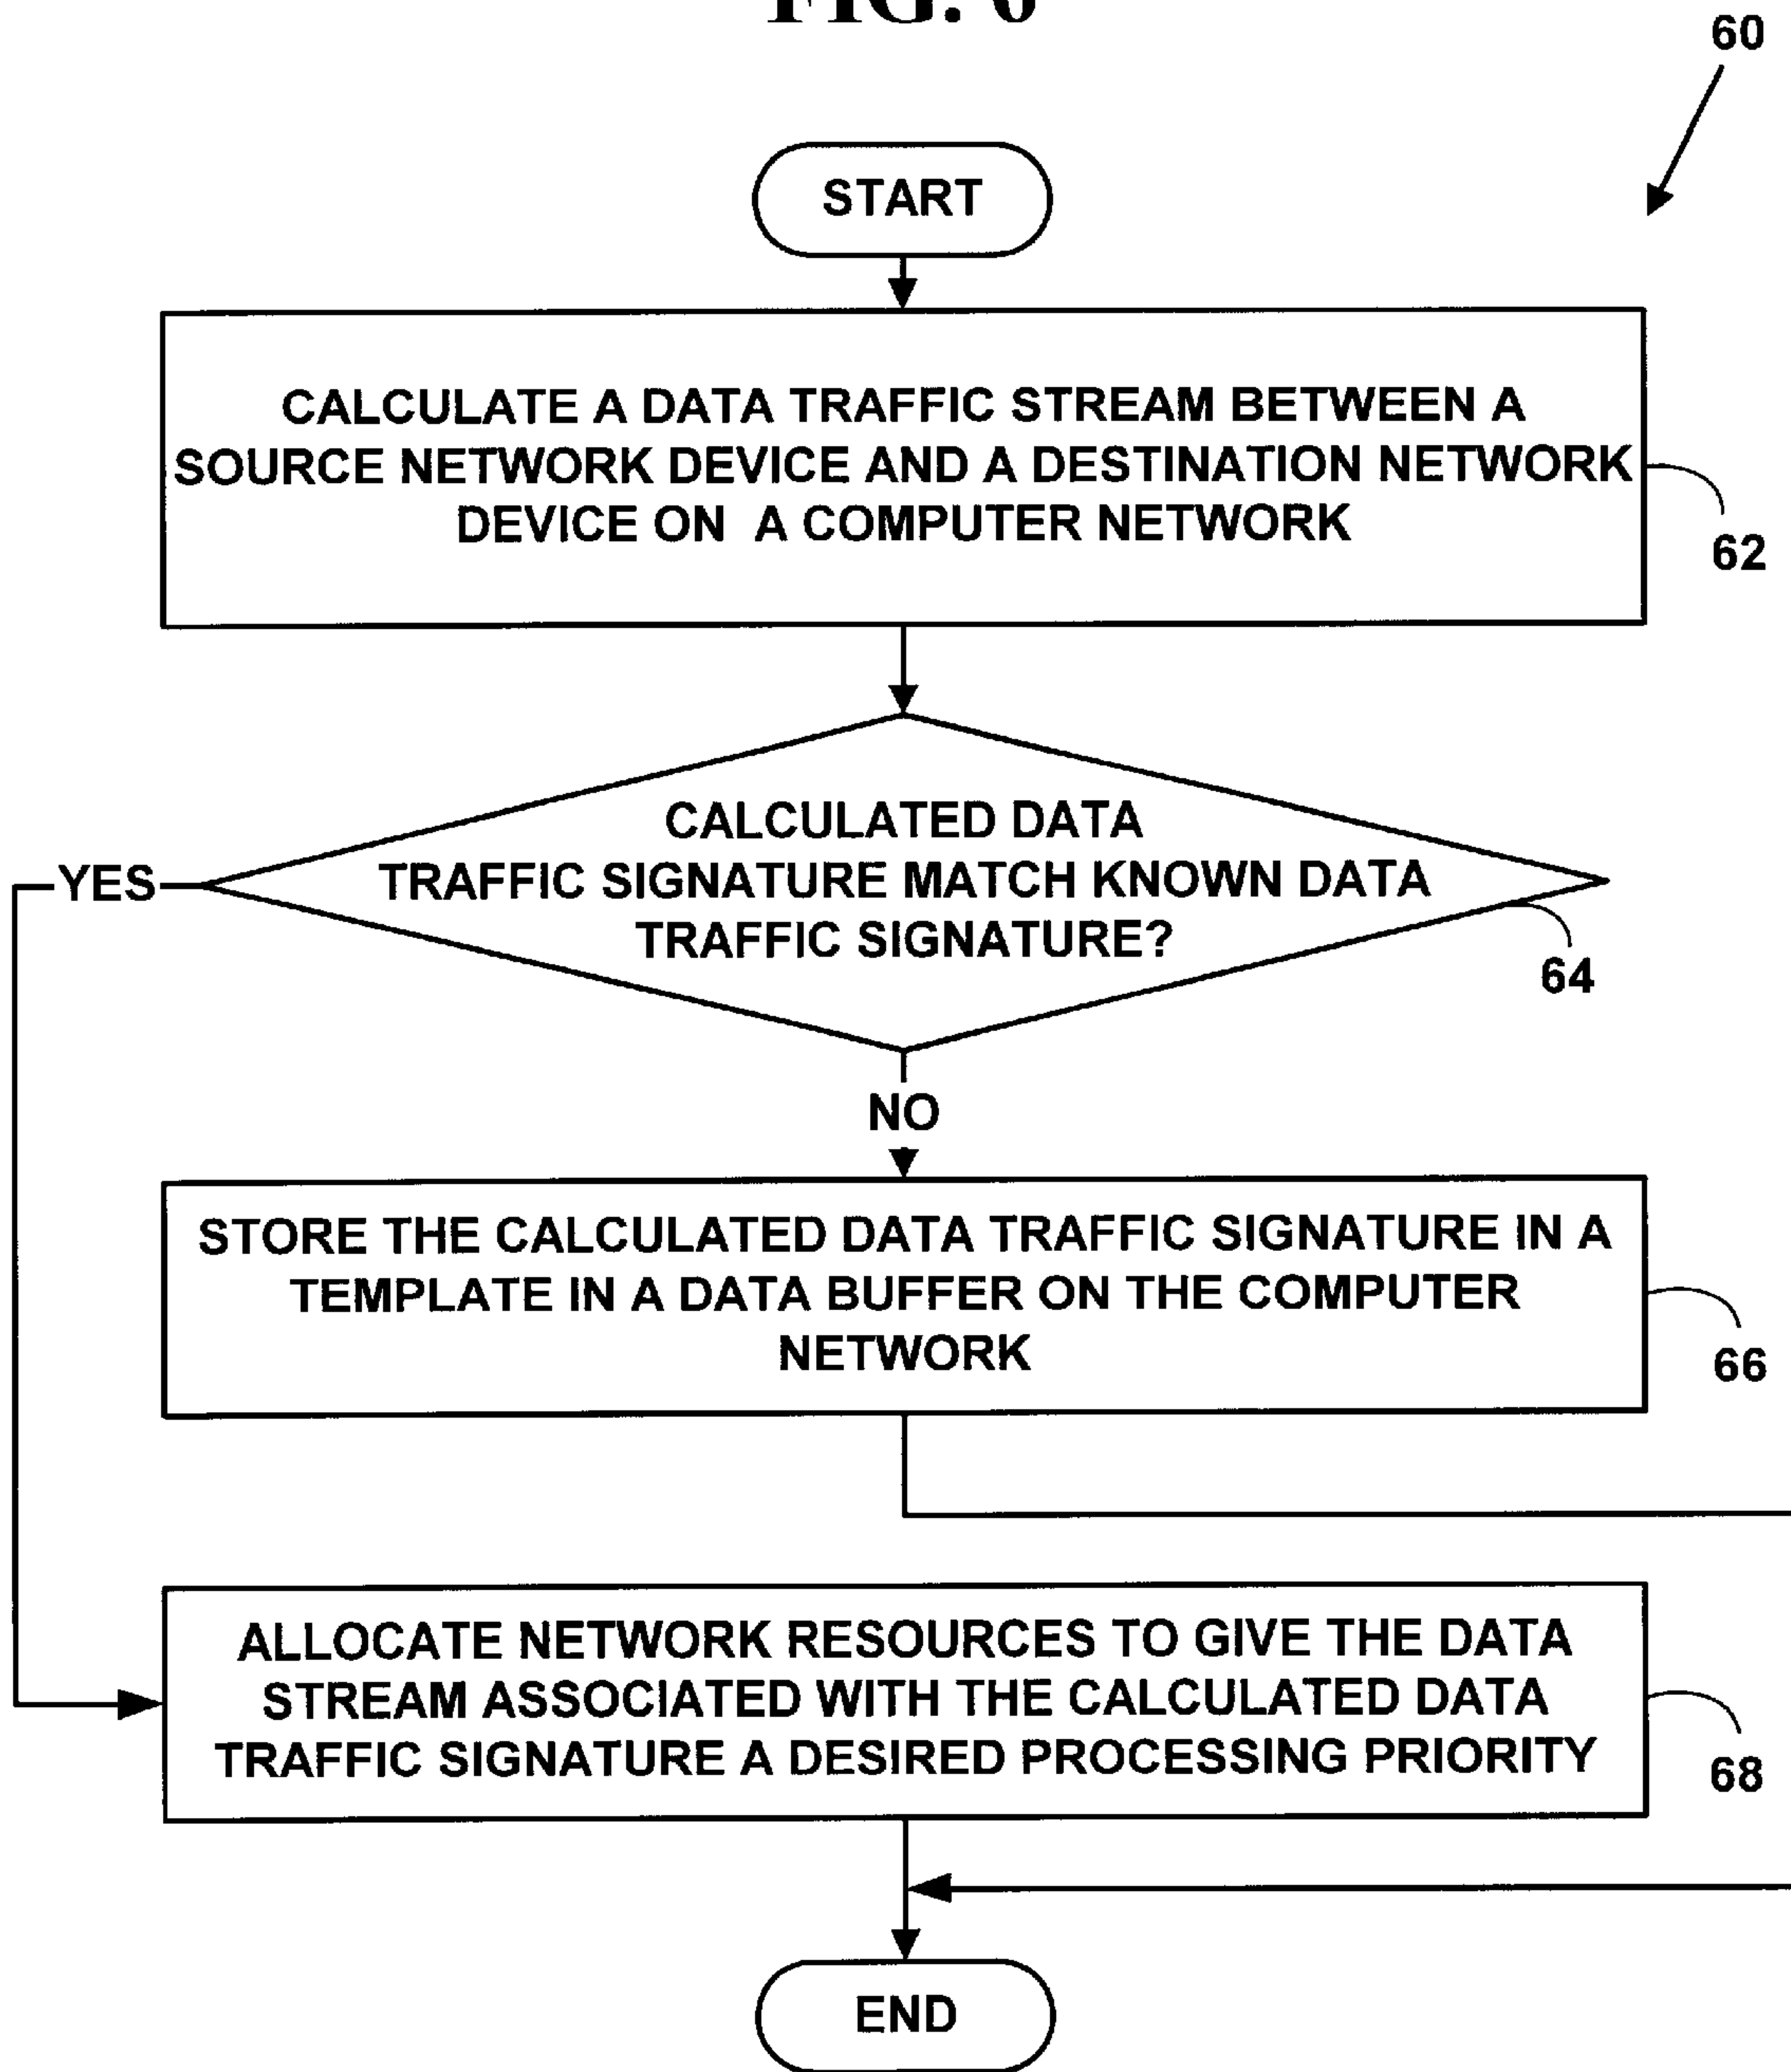 60
START
CALCULATE A DATA TRAFFIC STREAM BETWEEN A
SOURCE NETWORK DEVICE AND A DESTINATION NETWORK
DEVICE ON A COMPUTER NETWORK
62
CALCULATED DATA
TRAFFIC SIGNATURE MATCH KNOWN DATA
TRAFFIC SIGNATURE?
YES
64
NO
STORE THE CALCULATED DATA TRAFFIC SIGNATURE IN A
TEMPLATE IN A DATA BUFFER ON THE COMPUTER
NETWORK
66
ALLOCATE NETWORK RESOURCES TO GIVE THE DATA
STREAM ASSOCIATED WITH THE CALCULATED DATA
TRAFFIC SIGNATURE A DESIRED PROCESSING PRIORITY
68
END